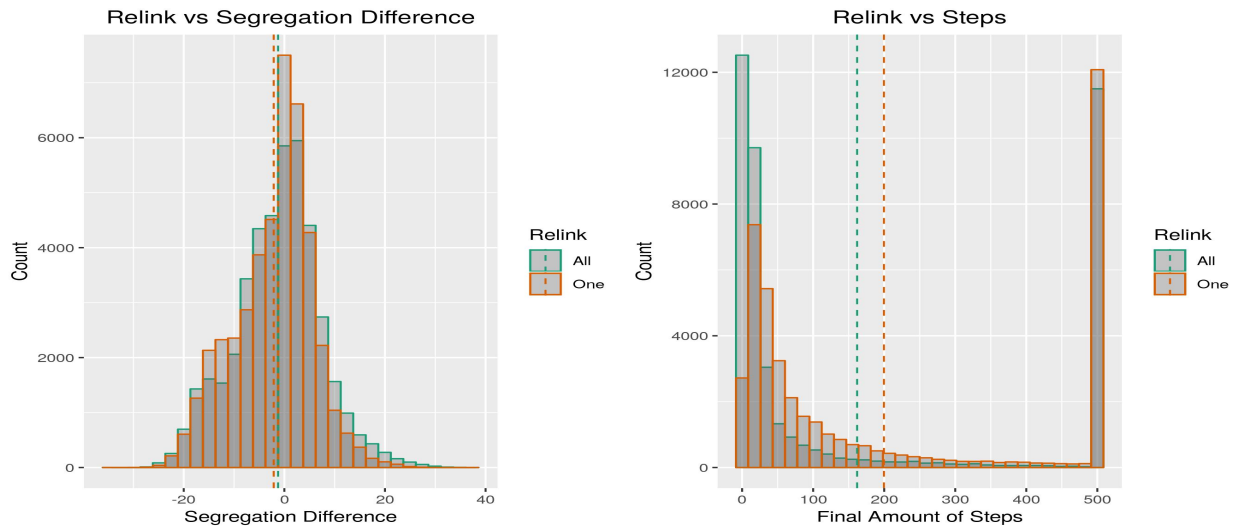 Relink vs Segregation Difference
Count
6000
4000
2000
0
-20
0
20
40
Segregation Difference
Relink
All
One
Relink vs Steps
Count
12000
8000
4000
0
0
100
200
300
400
500
Final Amount of Steps
Relink
All
One